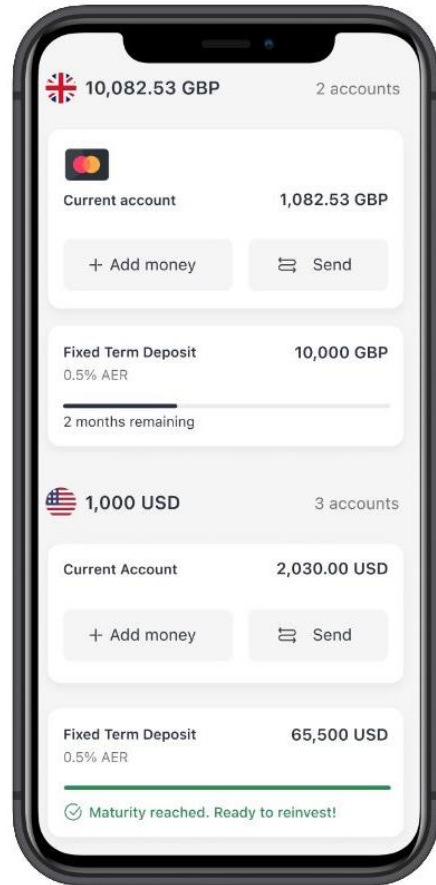 10,082.53 GBP 2 accounts
Current account 1,082.53 GBP
+ Add money Send
Fixed Term Deposit 10,000 GBP
0.5% AER
2 months remaining
1,000 USD 3 accounts
Current Account 2,030.00 USD
+ Add money Send
Fixed Term Deposit 65,500 USD
0.5% AER
Maturity reached. Ready to reinvest!